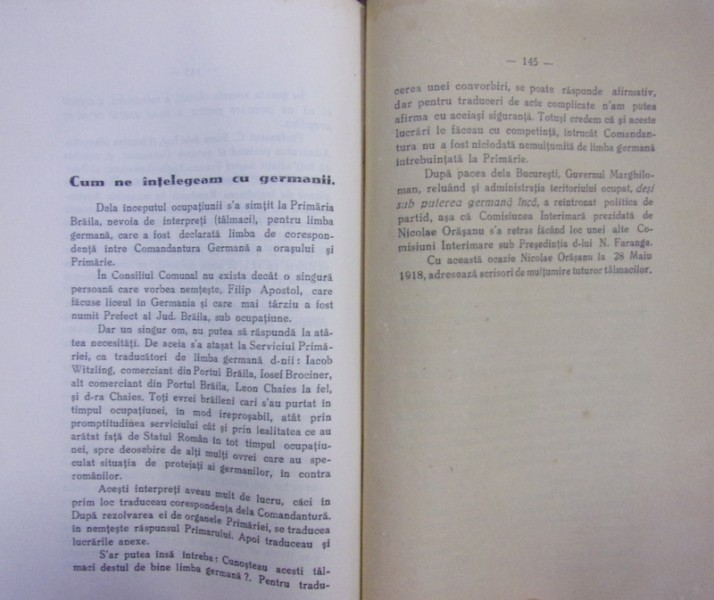 Cum ne înțelegeam cu germanii.
Dela începutul ocupațiunii s'a simțit la Primăria
Brăila, nevoia de interpreți (tălmaci), pentru limba
germană, care a fost declarată limba de corespon-
dență intre Comandantura Germană a orașului și
Primărie.
În Consiliul Comunal nu exista decât o singură
persoană care vorbea nemțește, Filip Apostol, care
făcuse liceul în Germania și care mai târziu a fost
numit Prefect al Jud. Brăila, sub ocupațiune.
Dar un singur om, nu putea să răspundă la atâ-
tea necesități. De aceia s'a atașat la Serviciul Primă-
riei, ca traducători de limba germană d-nii: Iacob
Witzling, comerciant din Portul Brăila, Iosef Brociner,
alt comerciant din Portul Brăila, Leon Chaies la fel,
și d-ra Chaies. Toți evrei brăileni cari s'au purtat in
timpul ocupațiunei, in mod ireproșabil, atât prin
promptitudinea serviciului cât și prin lealitatea ce au
arătat față de Statul Român in tot timpul ocupațiu-
nei, spre deosebire de alți mulți ovrei care au spe-
culat situația de protejați ai germanilor, in contra
românilor.
Acești interpreți aveau mult de lucru, căci in
prim loc traduceau corespondența dela Comandantură.
După rezolvarea ei de organele Primăriei, se traducea
in nemțește răspunsul Primarului. Apoi traduceau și
lucrările anexe.
S'ar putea însă intreba: Cunoșteau acesti tăl-
maci destul de bine limba germană?. Pentru tradu-
— 145 —
cerea unei convorbiri, se poate răspunde afirmativ,
dar pentru traduceri de acte complicate n'am putea
afirma cu aceiași siguranță. Totuși credem că și aceste
lucrări le făceau cu competință, intrucât Comandan-
tura nu a fost niciodată nemulțumită de limba germană
intrebuințată la Primărie.
După pacea dela București, Guvernul Marghilo-
man, reluând și administrația teritoriului ocupat, deși
sub puterea germană încă, a reintronat politica de
partid, așa că Comisiunea Interimară prezidată de
Nicolae Orășanu s'a retras făcând loc unei alte Co-
misiuni Interimare sub Președinția d-lui N. Faranga.
Cu această ocazie Nicolae Orășanu la 28 Maiu
1918, adresează scrisori de mulțumire tuturor tălmacilor.